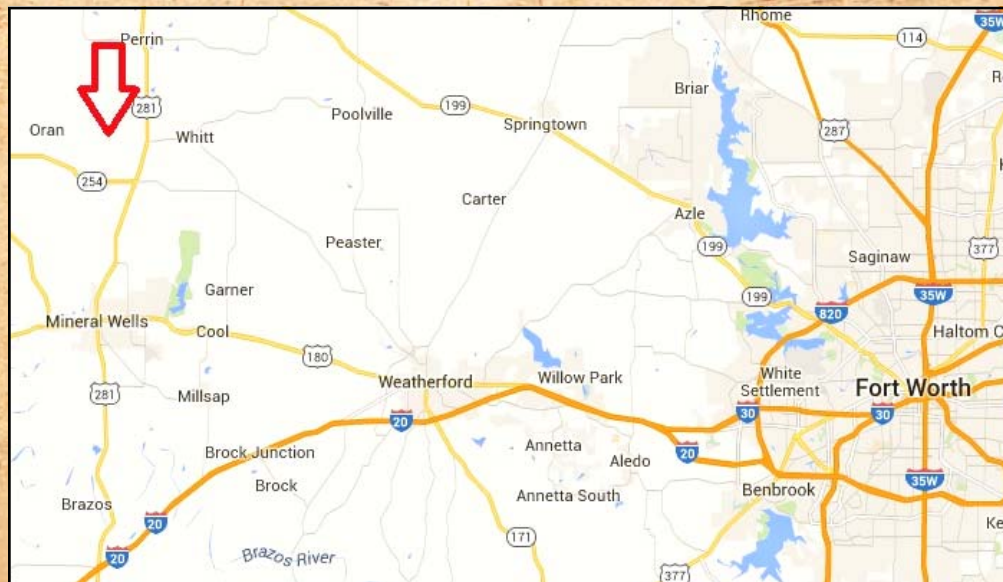 Rhome
35W
Perrin
114
Briar
281
199
Poolville
Springtown
287
Oran
Whitt
254
Carter
Azle
377
Peaster
199
Saginaw
Garner
199
820
35W
Mineral Wells
Cool
180
Haltom C
Weatherford
Willow Park
White
Settlement
Fort Worth
281
Millsap
20
30
30
Brock Junction
Annetta
20
Aledo
Brock
Annetta South
Benbrook
35W
Brazos
20
171
Ke
20
Brazos River
377